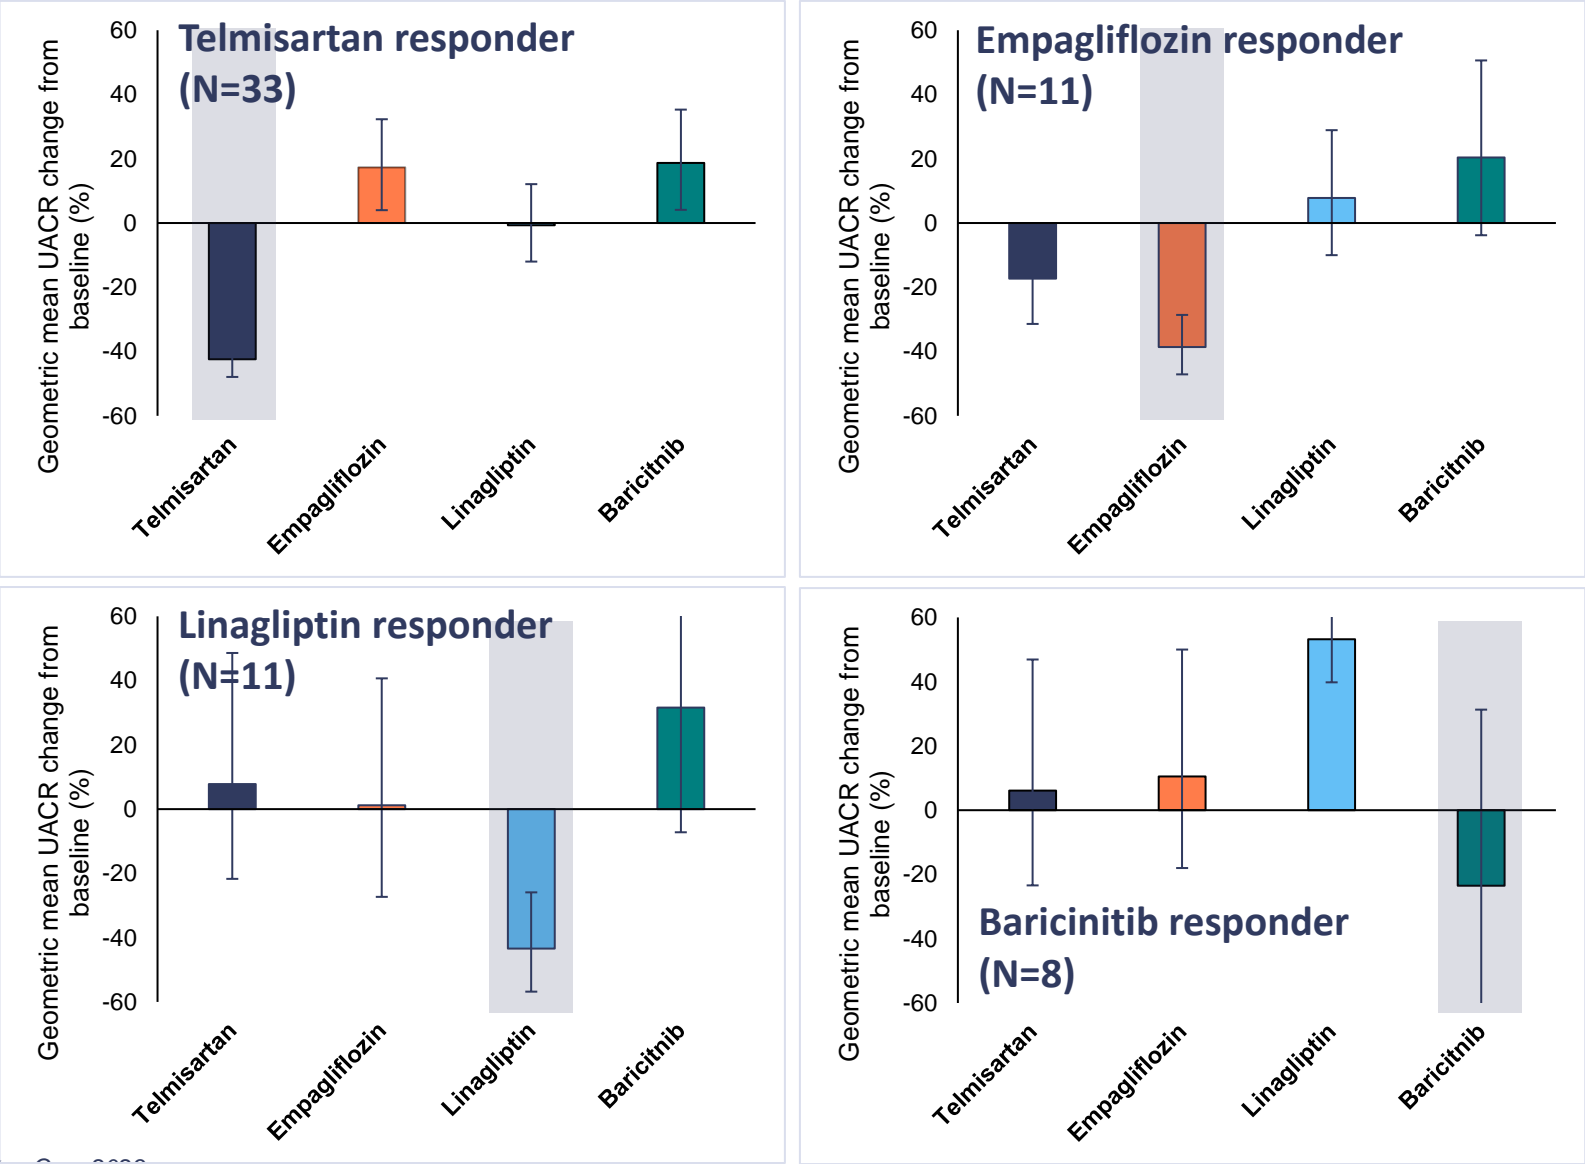 Telmisartan responder
(N=33)
Geometric mean UACR change from
baseline (%)
60
40
20
0
-20
-40
-60
Telmisartan
Empagliflozin
Linagliptin
Baricitnib
Empagliflozin responder
(N=11)
Geometric mean UACR change from
baseline (%)
60
40
20
0
-20
-40
-60
Telmisartan
Empagliflozin
Linagliptin
Baricitnib
Linagliptin responder
(N=11)
Geometric mean UACR change from
baseline (%)
60
40
20
0
-20
-40
-60
Telmisartan
Empagliflozin
Linagliptin
Baricitnib
Baricinitib responder
(N=8)
Geometric mean UACR change from
baseline (%)
60
40
20
0
-20
-40
-60
Telmisartan
Empagliflozin
Linagliptin
Baricitnib